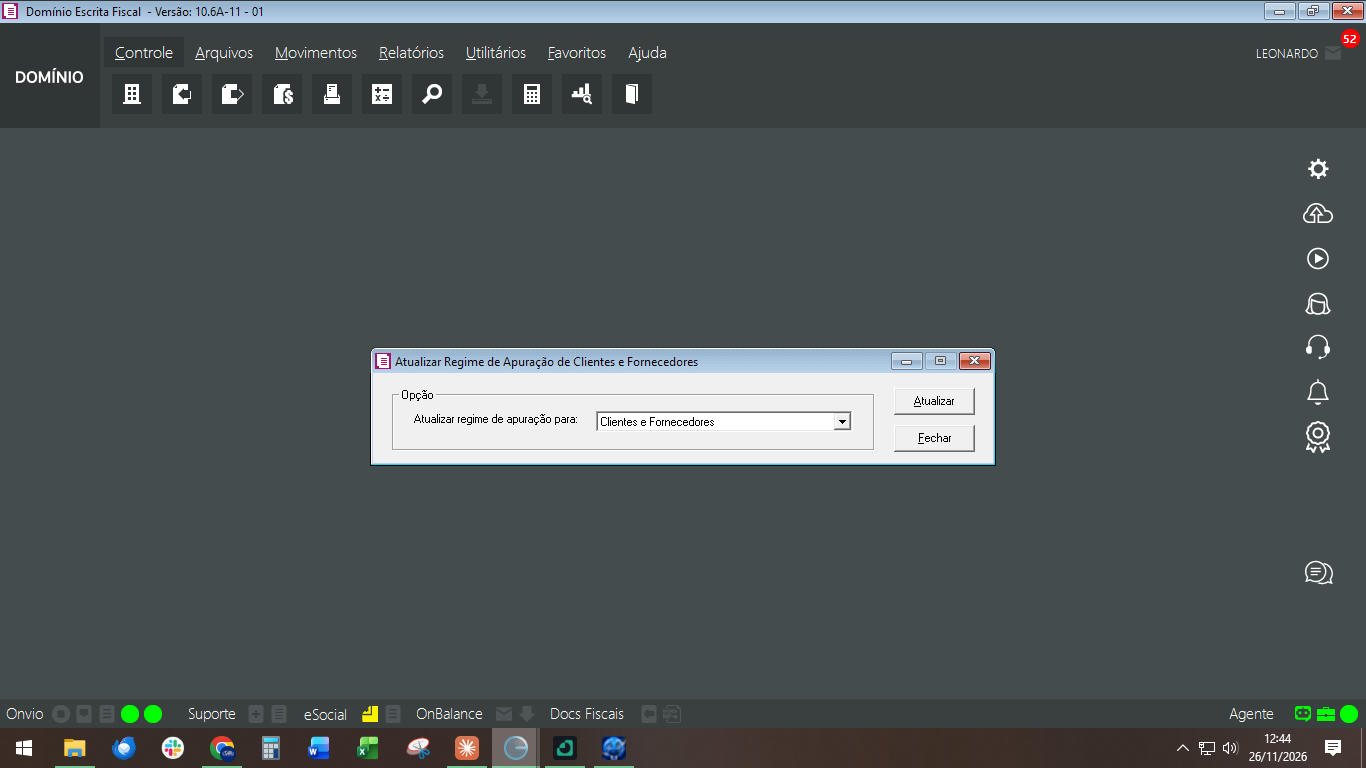 Domínio Escrita Fiscal - Versão: 10.6A-11 - 01
DOMÍNIO
Controle Arquivos Movimentos Relatórios Utilitários Favoritos Ajuda
LEONARDO
52
Atualizar Regime de Apuração de Clientes e Fornecedores
Opção
Atualizar regime de apuração para:
Clientes e Fornecedores
Atualizar
Fechar
Onvio Suporte eSocial OnBalance Docs Fiscais Agente
12:44
26/11/2026